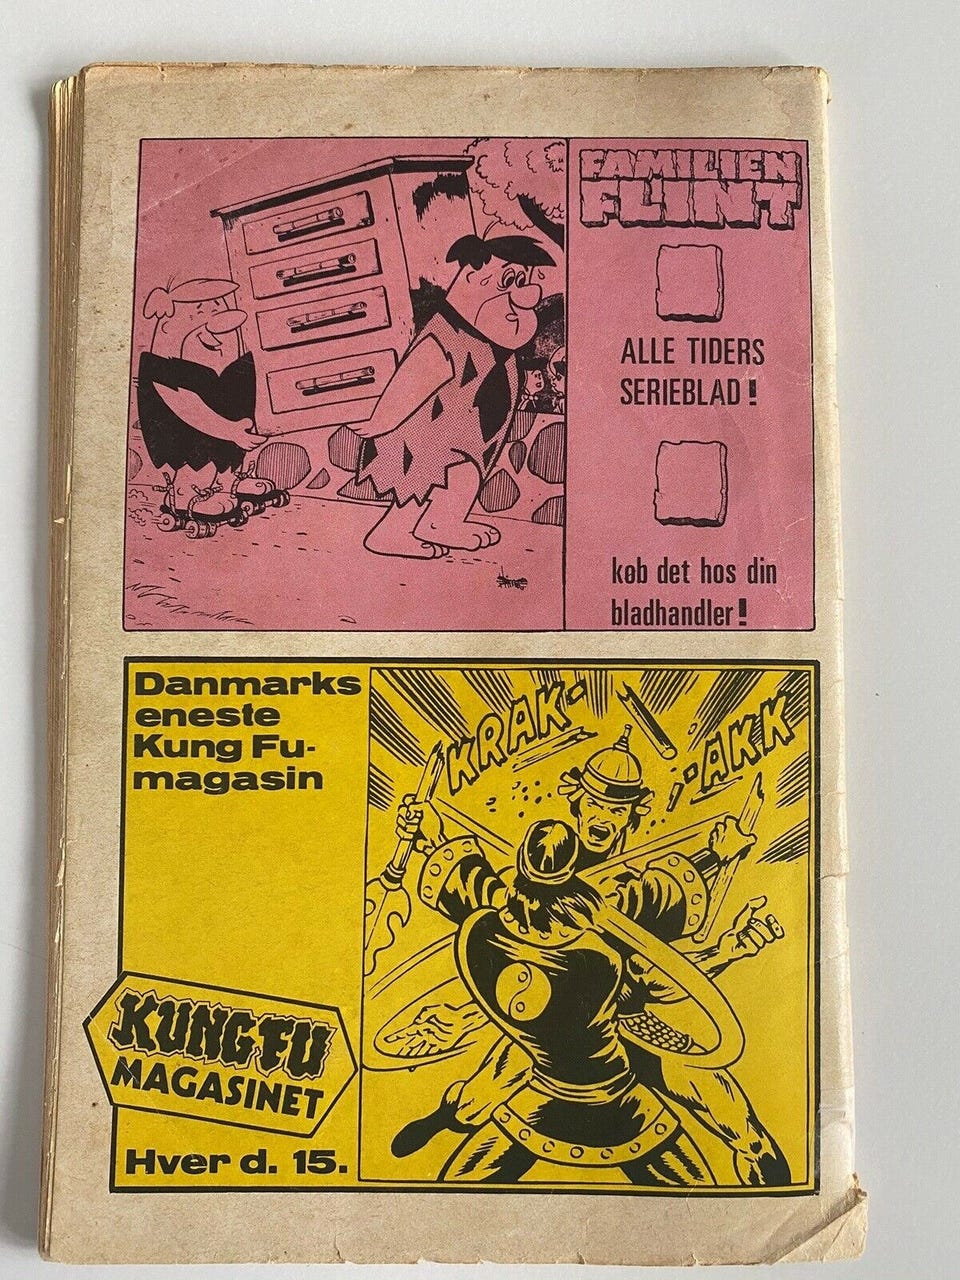 FAMILIEN
FLINT
ALLE TIDERS
SERIEBLAD!
køb det hos din
bladhandler!
Danmarks
eneste
Kung Fu-
magasin
KRAK-
-AKK
KUNG FU
MAGASINET
Hver d. 15.